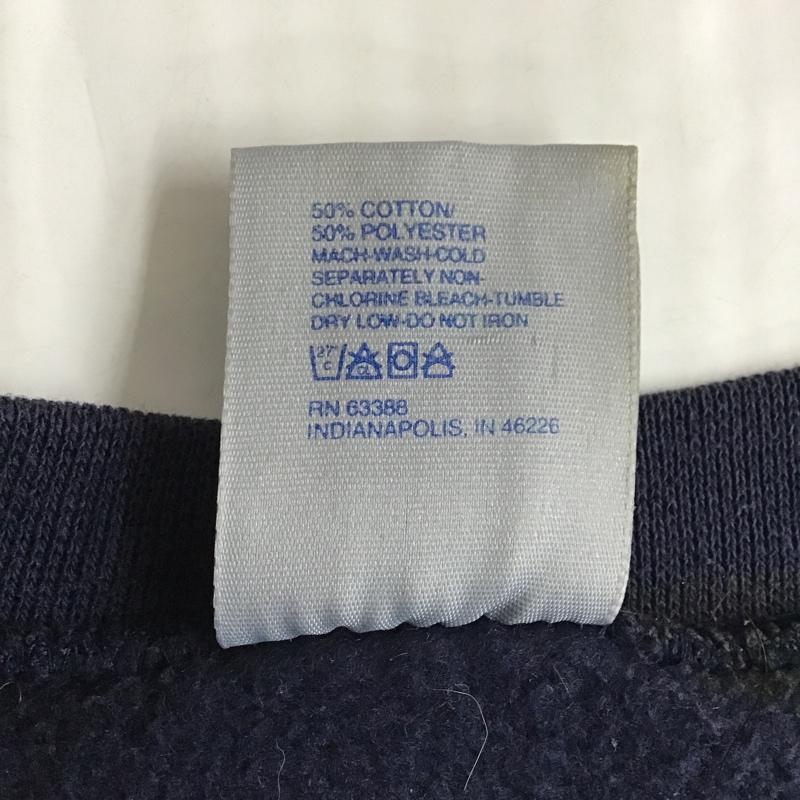 50% COTTON/
50% POLYESTER
MACH-WASH-COLD
SEPARATELY NON-
CHLORINE BLEACH-TUMBLE
DRY LOW-DO NOT IRON
27°
C
RN 63388
INDIANAPOLIS, IN 46226